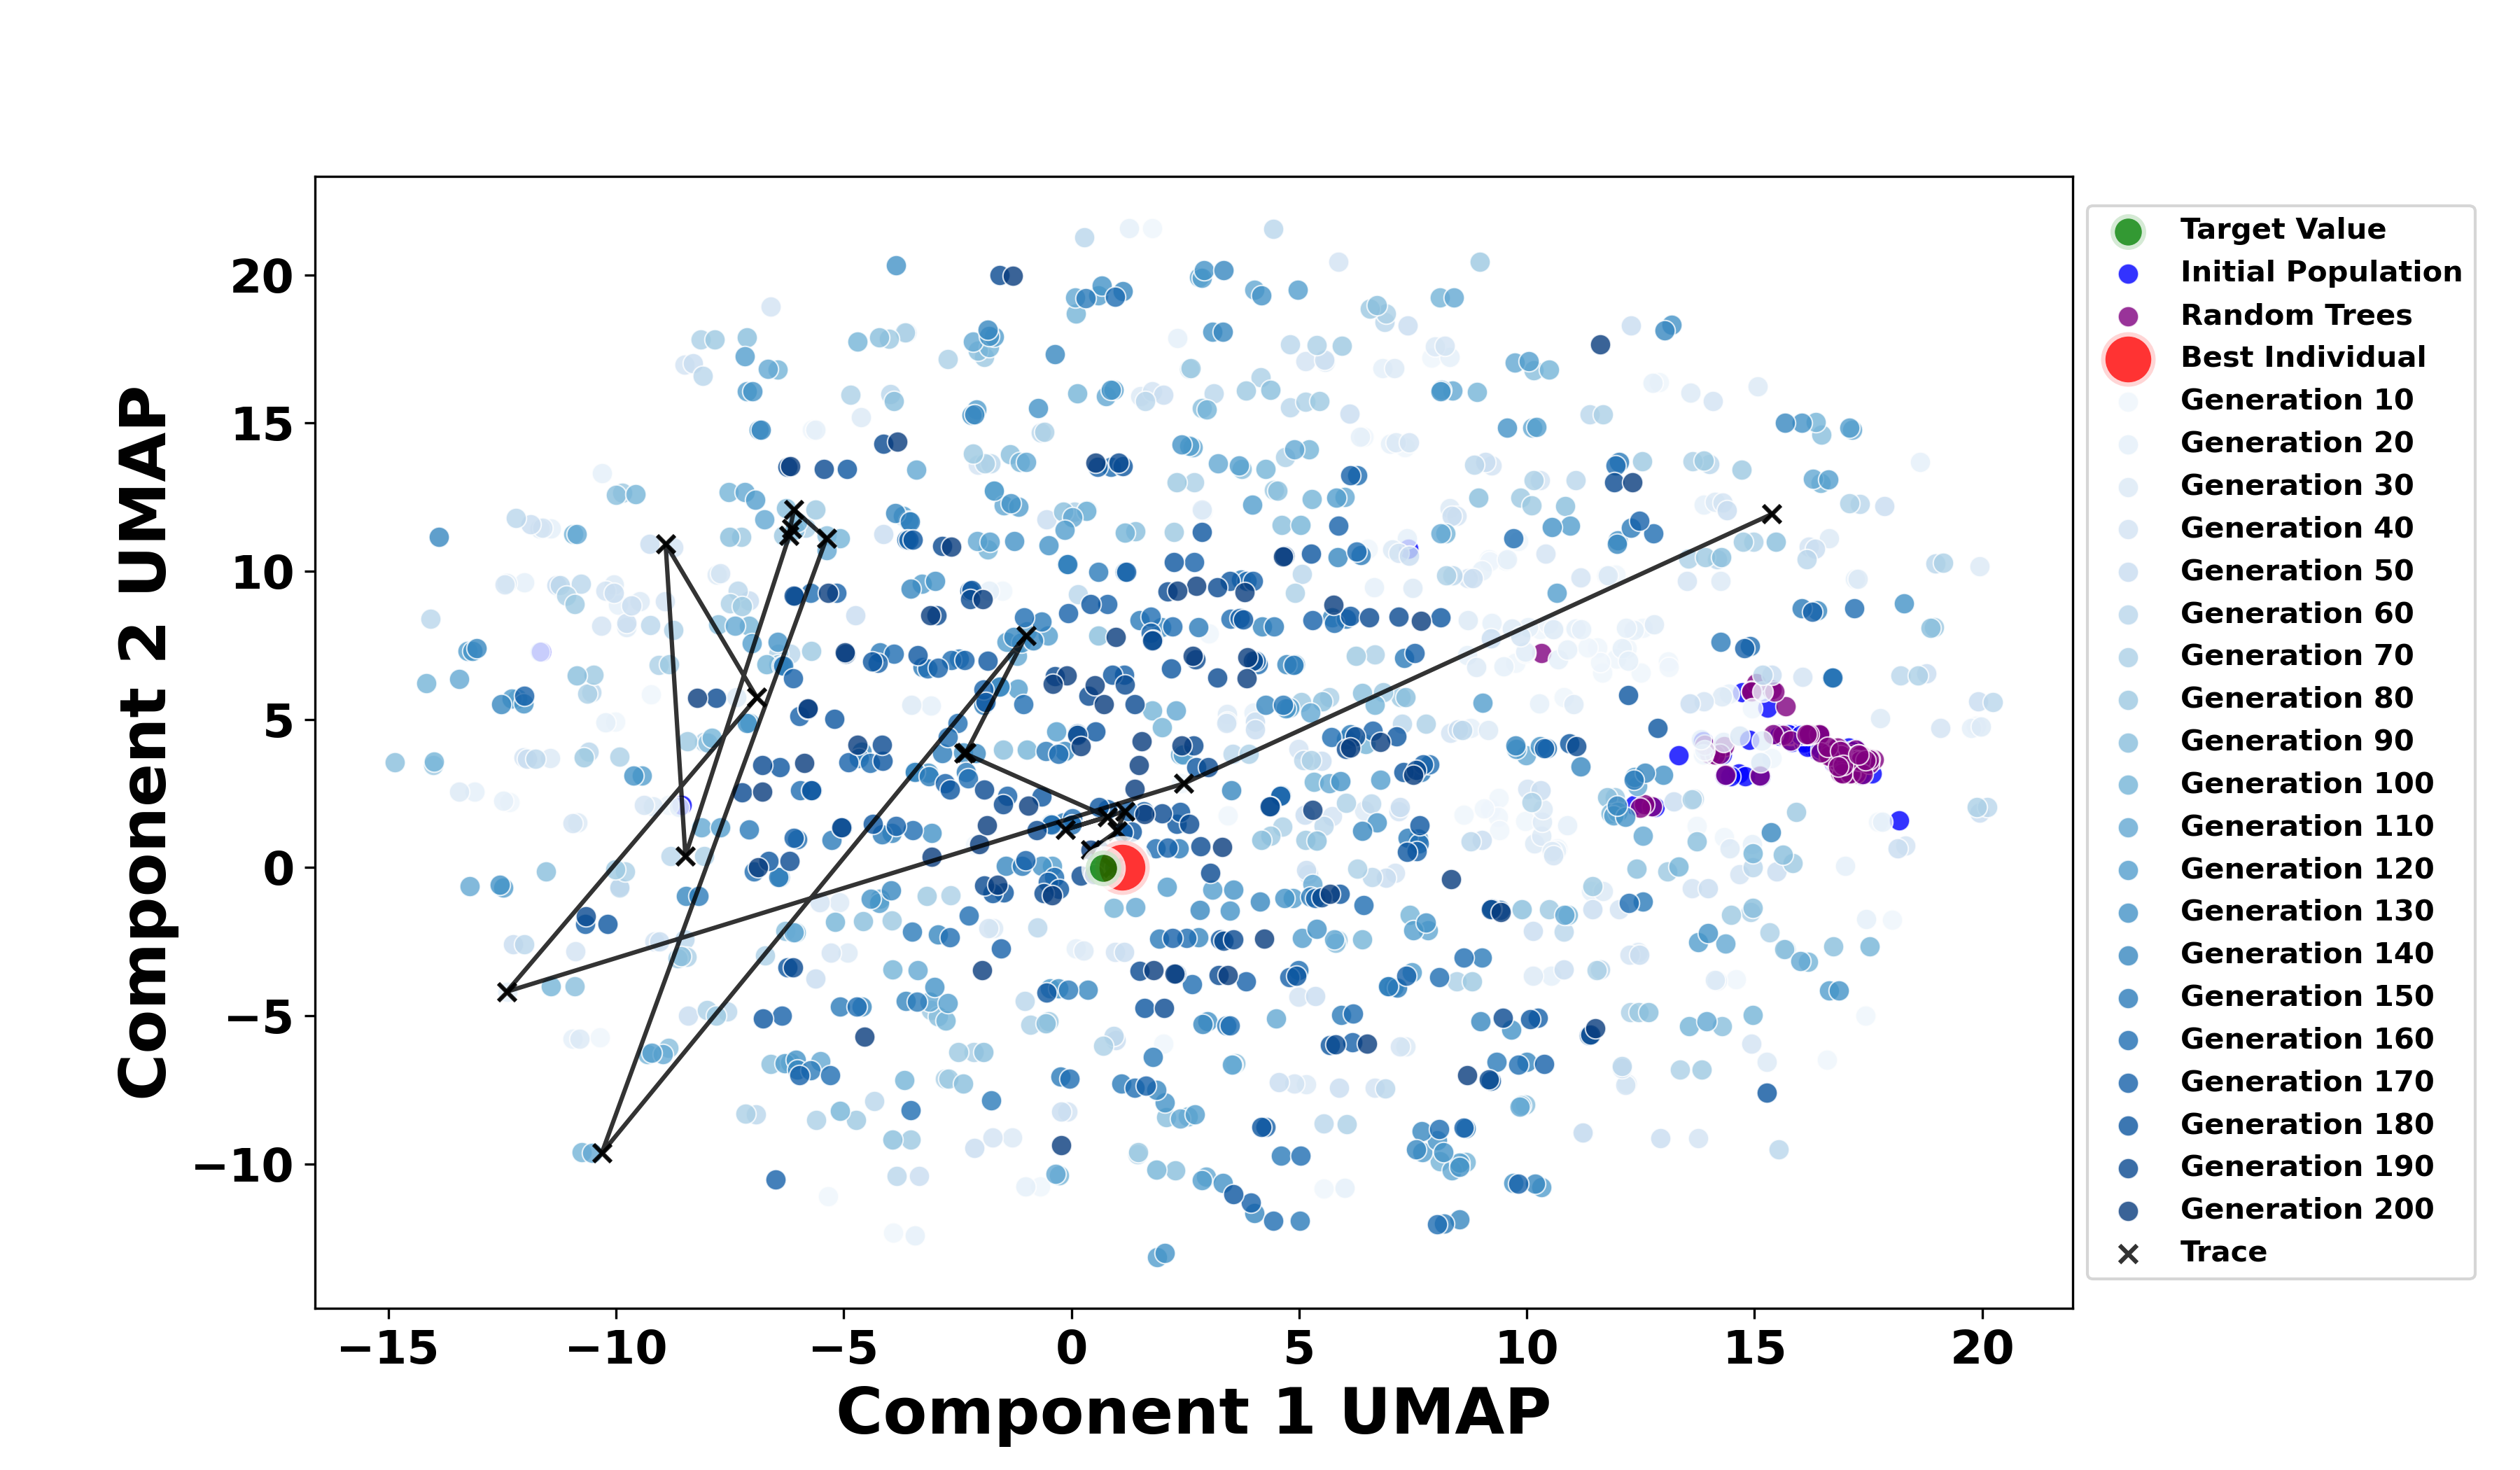 Component 2 UMAP
20
15
10
5
0
−5
−10
−15
−10
−5
0
5
10
15
20
Component 1 UMAP
Target Value
Initial Population
Random Trees
Best Individual
Generation 10
Generation 20
Generation 30
Generation 40
Generation 50
Generation 60
Generation 70
Generation 80
Generation 90
Generation 100
Generation 110
Generation 120
Generation 130
Generation 140
Generation 150
Generation 160
Generation 170
Generation 180
Generation 190
Generation 200
Trace